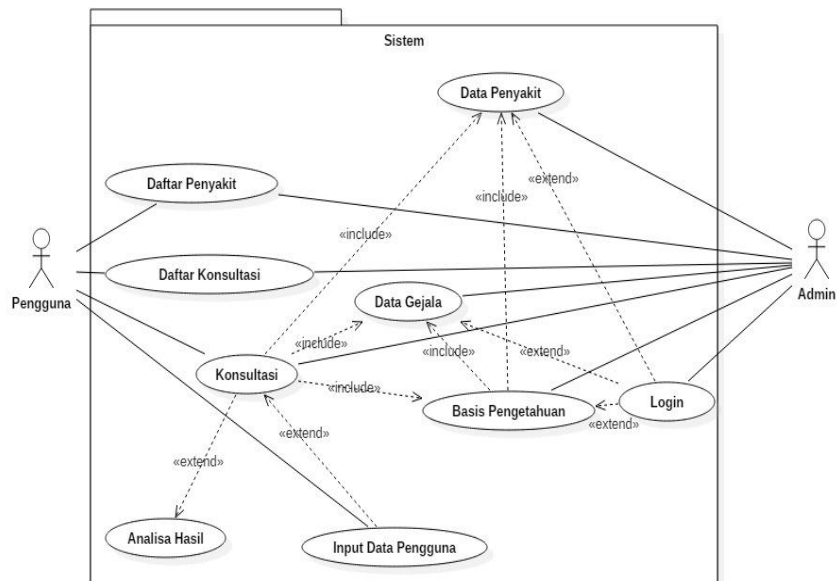 Sistem
Data Penyakit
Daftar Penyakit
«extend»
«include»
«include»
Daftar Konsultasi
Pengguna
Admin
Data Gejala
«include»
«include»
«extend»
Konsultasi
«include»
Basis Pengetahuan
Login
«extend»
«extend»
«extend»
Analisa Hasil
Input Data Pengguna